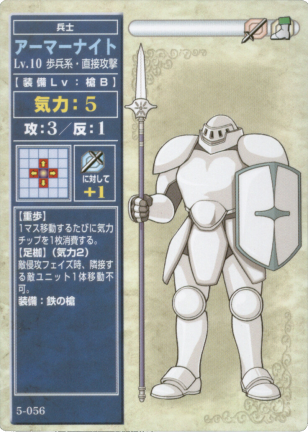 兵士
アーマーナイト
Lv.10 歩兵系・直接攻撃
【装備Lv：槍B】
気力：5
攻：3／反：1
に対して
+1
【重歩】
1マス移動するたびに気力
チップを1枚消費する。
【足枷】（気力2）
敵侵攻フェイズ時、隣接す
る敵ユニット1体移動不
可。
装備：鉄の槍
5-056